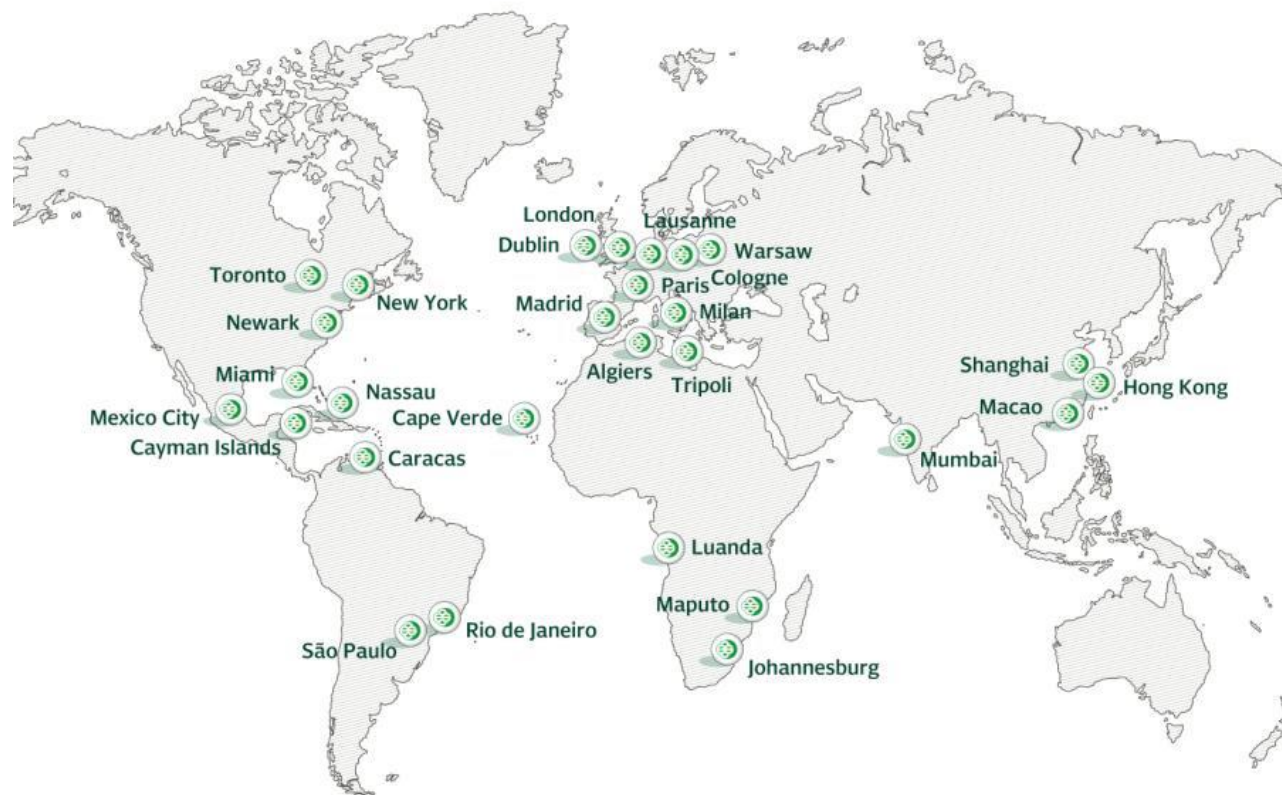 London
Lausanne
Dublin
Warsaw
Cologne
Toronto
Paris
New York
Madrid
Milan
Newark
Algiers
Tripoli
Shanghai
Miami
Hong Kong
Nassau
Mexico City
Cape Verde
Macao
Cayman Islands
Caracas
Mumbai
Luanda
Maputo
Rio de Janeiro
São Paulo
Johannesburg